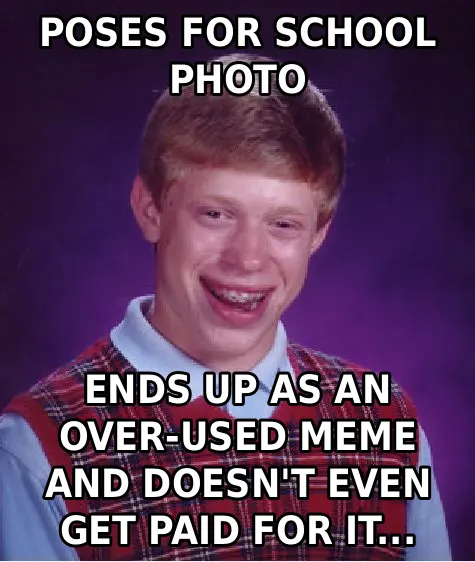 POSES FOR SCHOOL
PHOTO
ENDS UP AS AN
OVER-USED MEME
AND DOESN'T EVEN
GET PAID FOR IT...